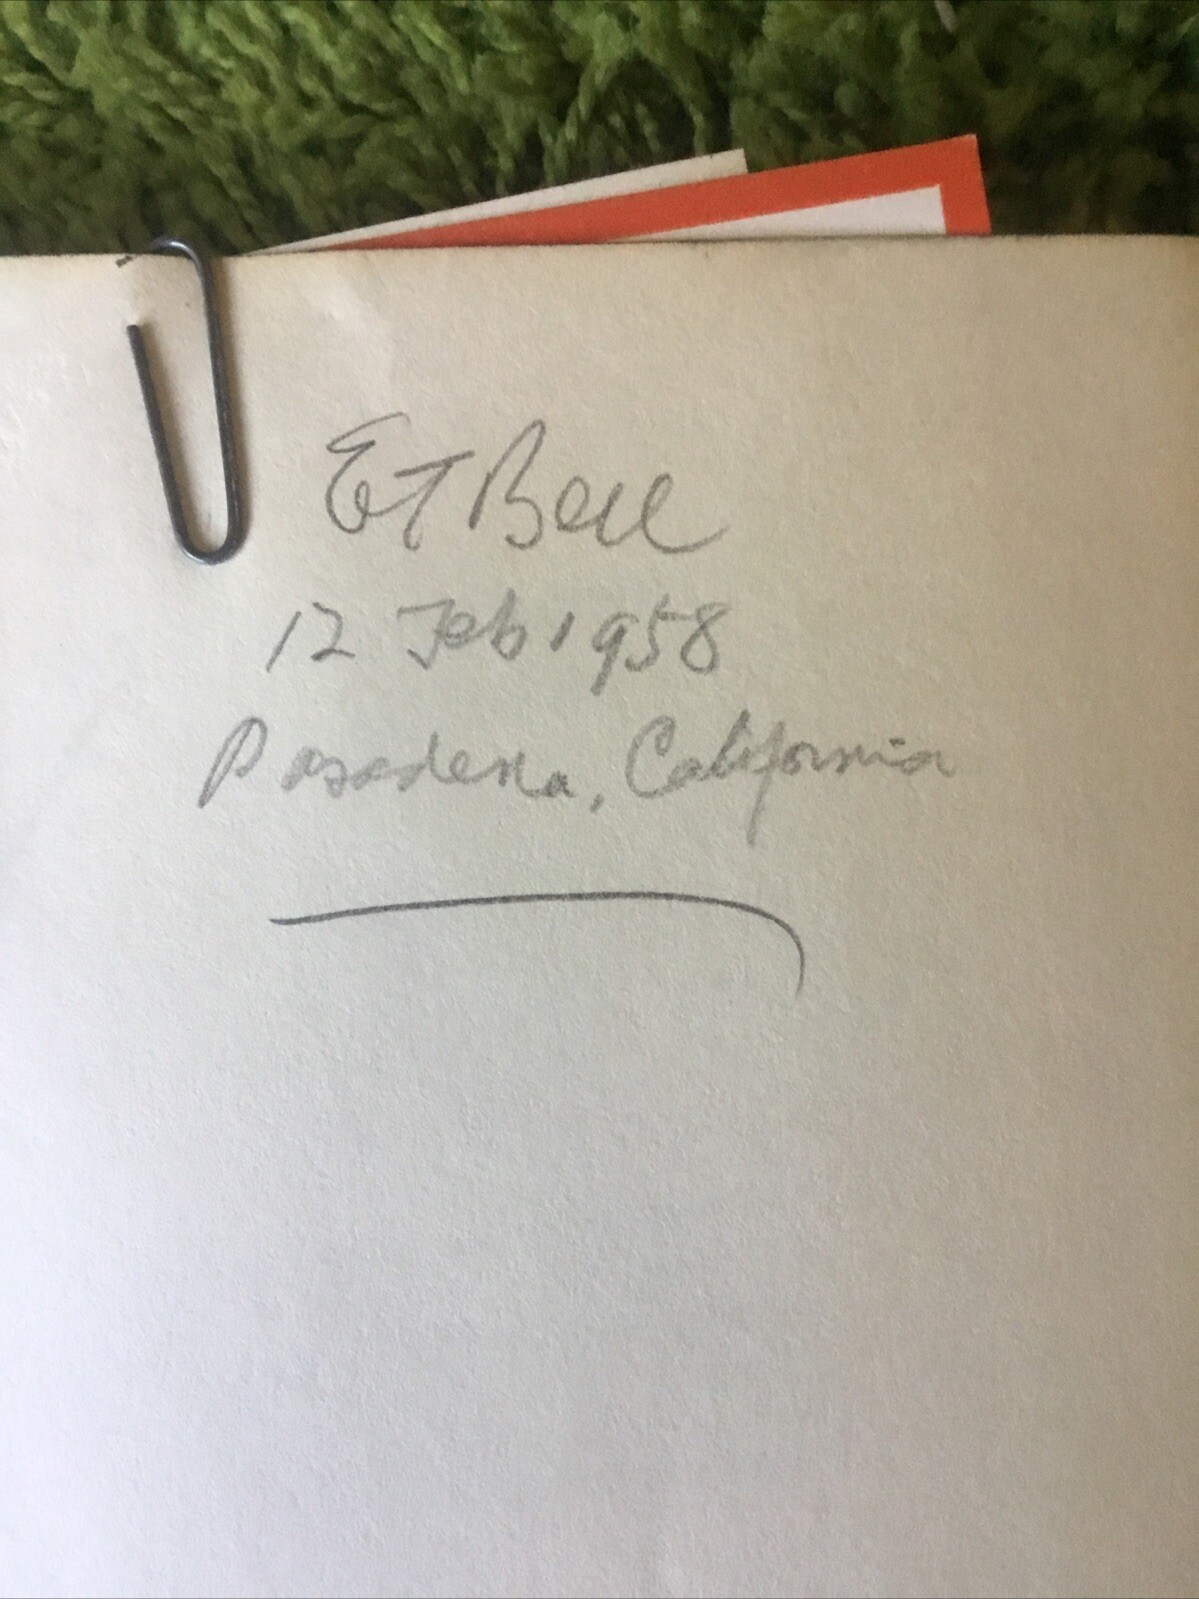 ET Bell
12 Feb 1958
Pasadena, California